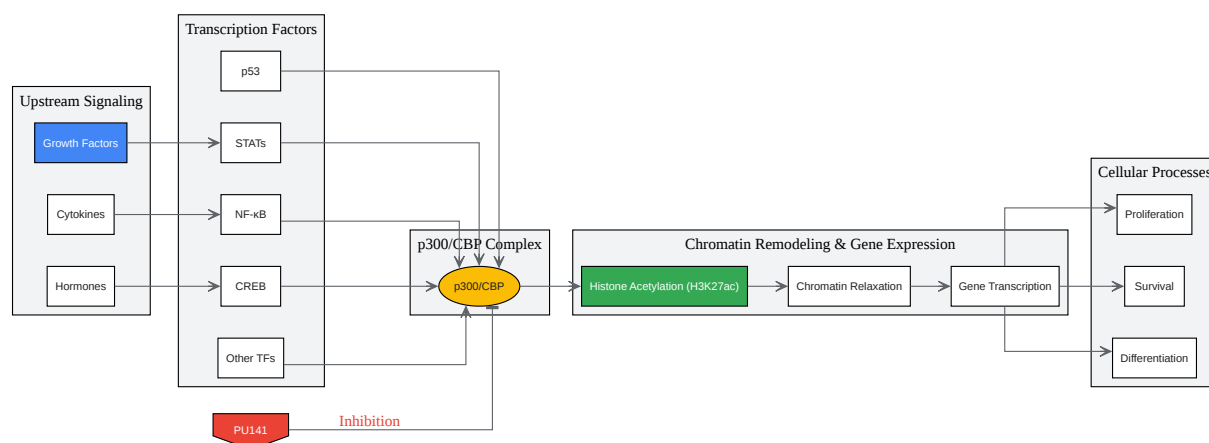 Transcription Factors
p53
Upstream Signaling
Growth Factors
STATs
Cytokines
NF-κB
Hormones
CREB
Other TFs
PU141
Inhibition
p300/CBP Complex
p300/CBP
Chromatin Remodeling & Gene Expression
Histone Acetylation (H3K27ac)
Chromatin Relaxation
Gene Transcription
Cellular Processes
Proliferation
Survival
Differentiation